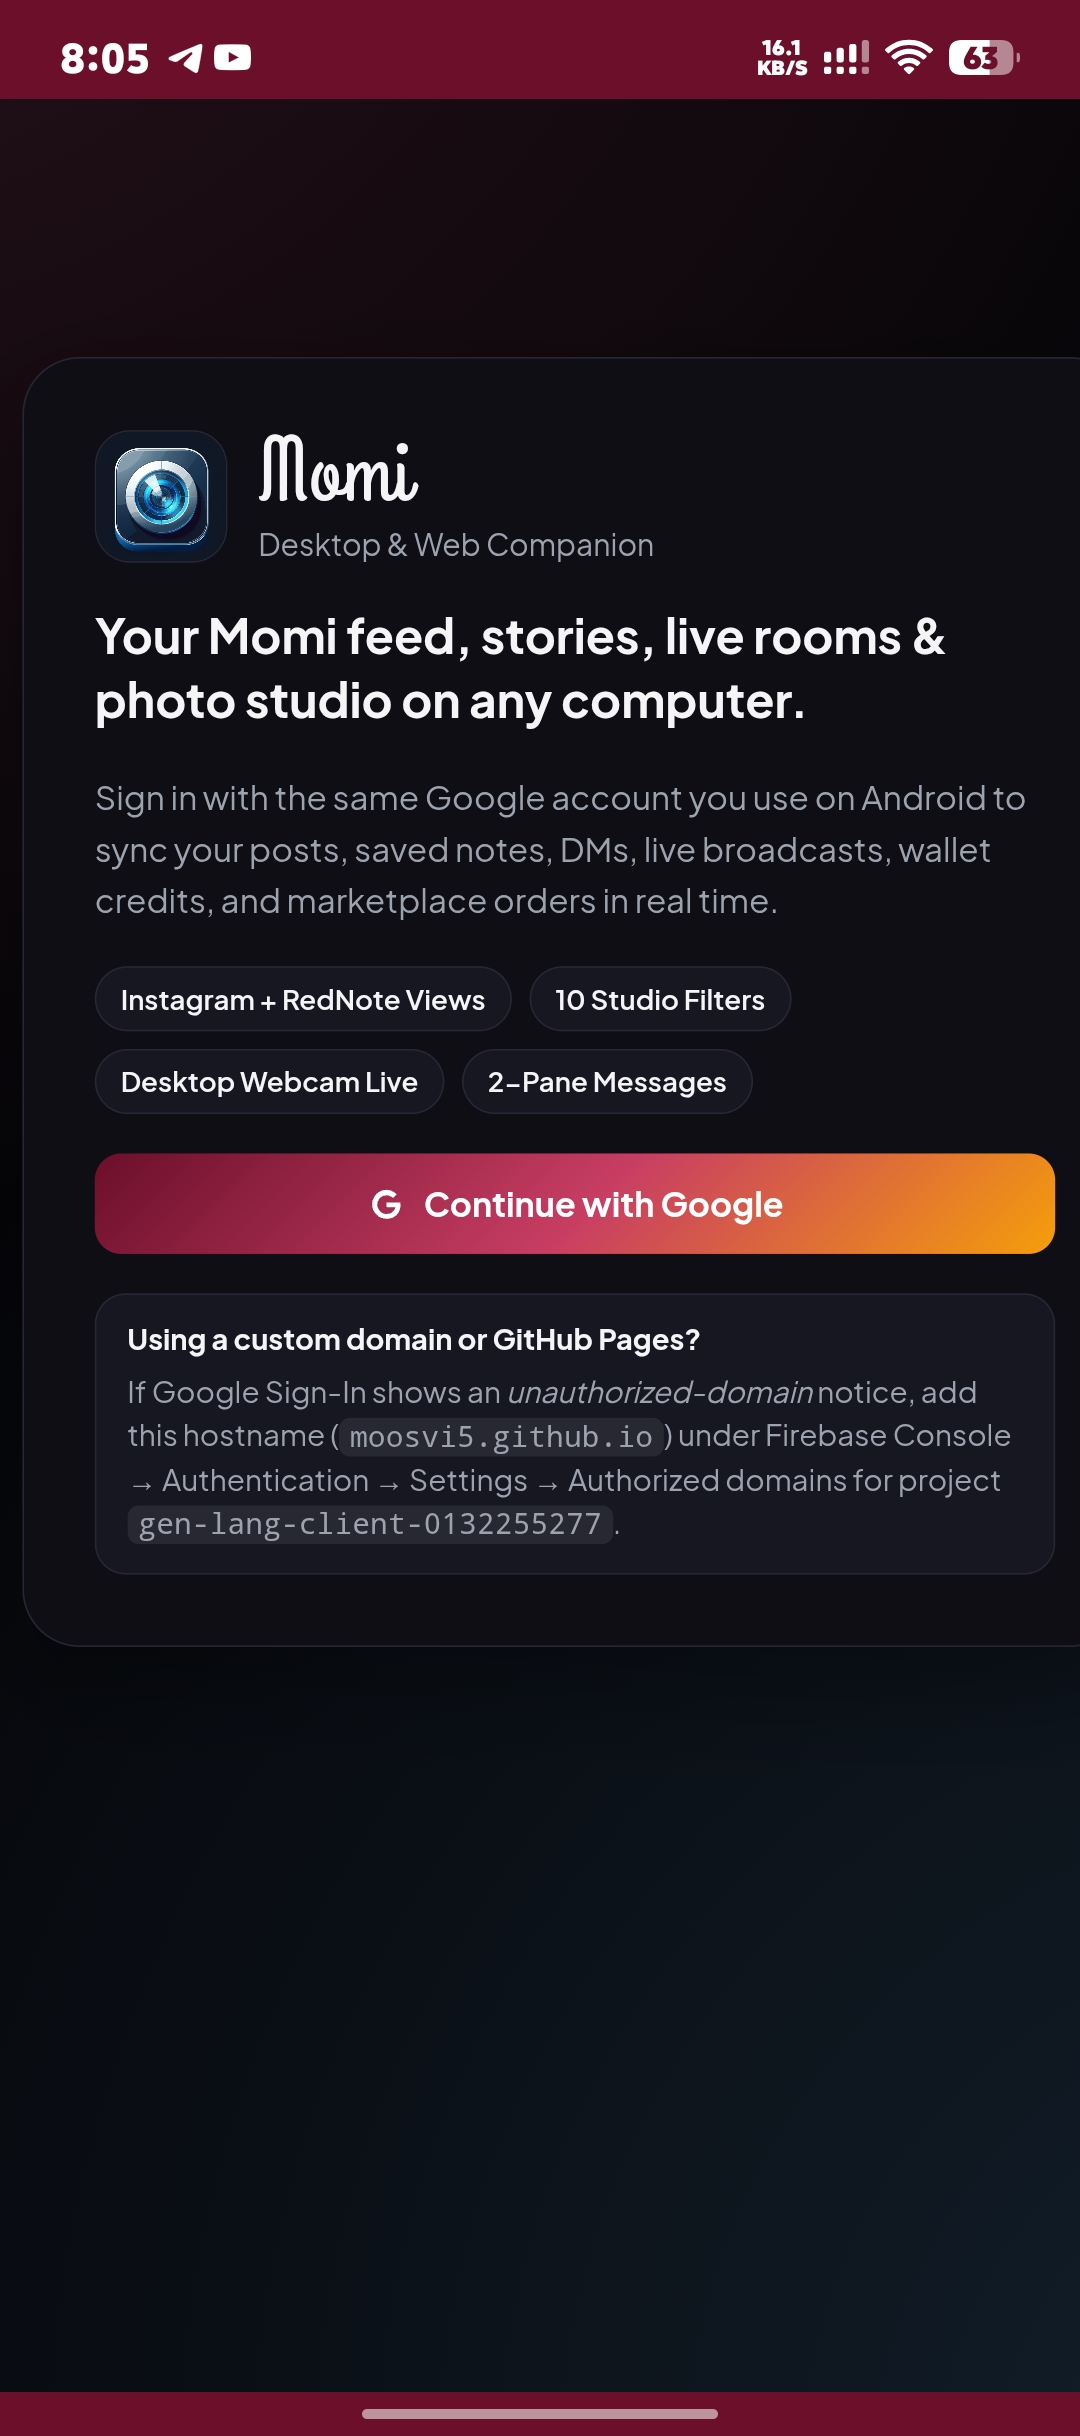 8:05
16.1
KB/S
63
Momi
Desktop & Web Companion
Your Momi feed, stories, live rooms &
photo studio on any computer.
Sign in with the same Google account you use on Android to
sync your posts, saved notes, DMs, live broadcasts, wallet
credits, and marketplace orders in real time.
Instagram + RedNote Views
10 Studio Filters
Desktop Webcam Live
2-Pane Messages
G Continue with Google
Using a custom domain or GitHub Pages?
If Google Sign-In shows an unauthorized-domain notice, add
this hostname ( moosvi5.github.io ) under Firebase Console
→ Authentication → Settings → Authorized domains for project
gen-lang-client-0132255277 .